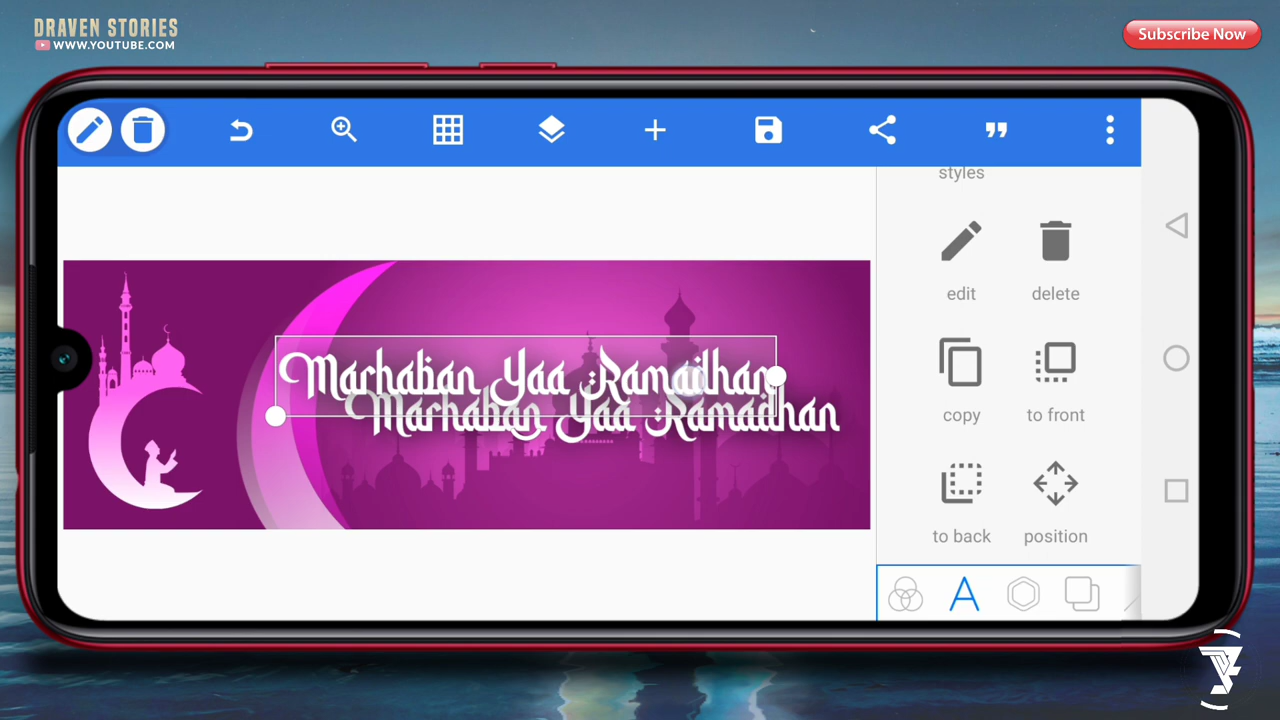 DRAVEN STORIES
WWW.YOUTUBE.COM
Subscribe Now
styles
edit
delete
copy
to front
to back
position
Marhaban Yaa Ramadhan
Marhaban Yaa Ramadhan